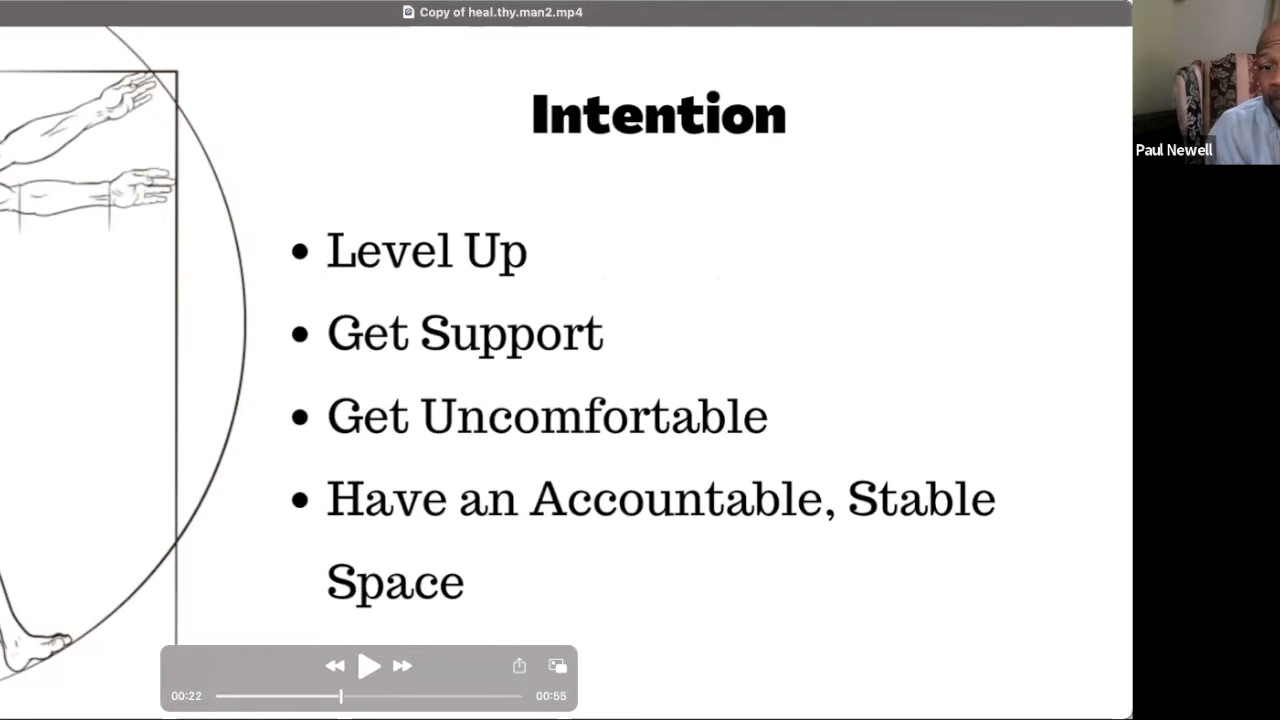 Copy of heal.thy.man2.mp4
Intention
Paul Newell
• Level Up
• Get Support
• Get Uncomfortable
• Have an Accountable, Stable
Space
00:22
00:55